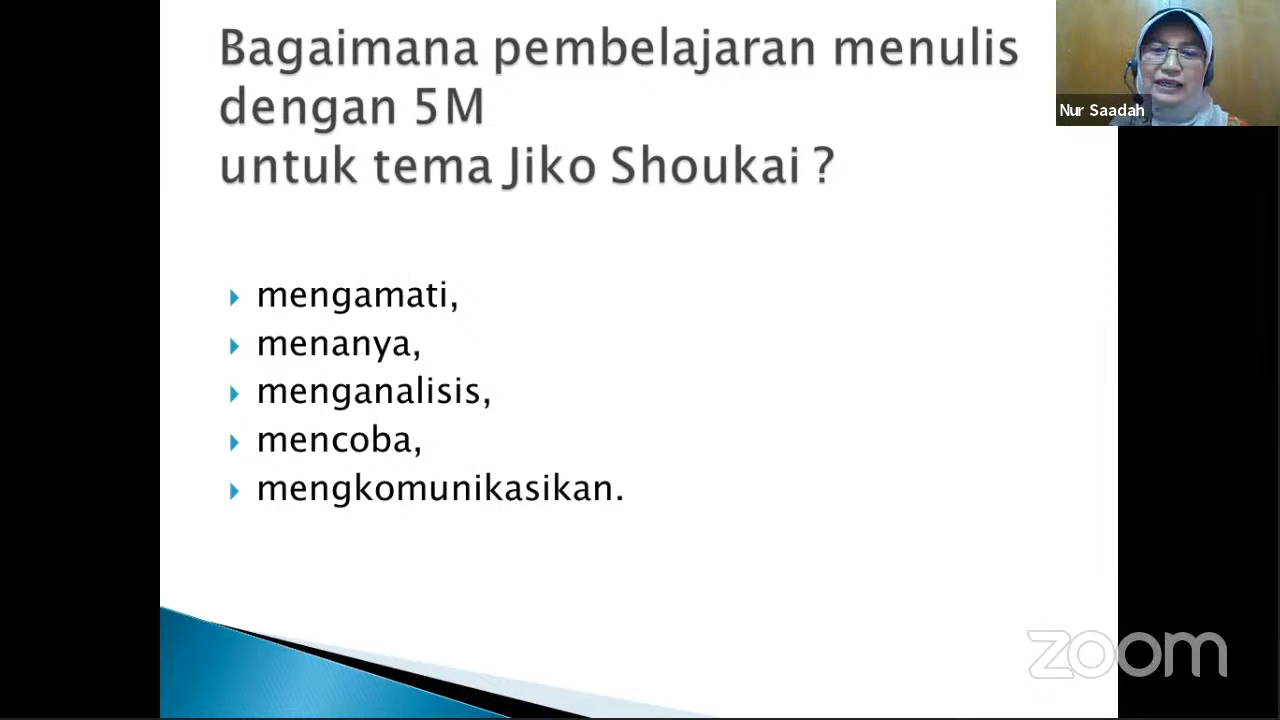 Bagaimana pembelajaran menulis
dengan 5M
untuk tema Jiko Shoukai ?
Nur Saadah
mengamati,
menanya,
menganalisis,
mencoba,
mengkomunikasikan.
zoom